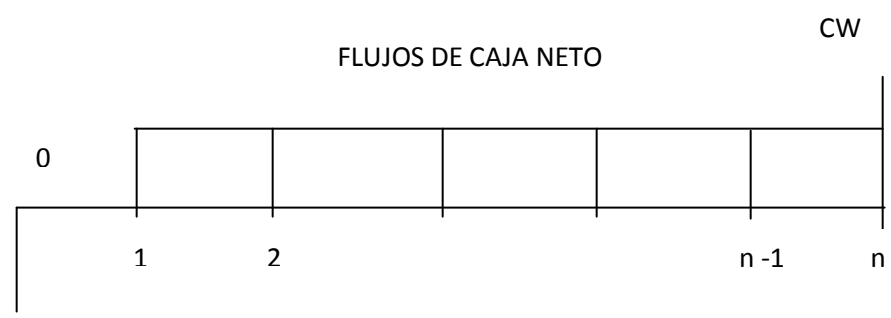 CW
FLUJOS DE CAJA NETO
0
1 2 n -1 n